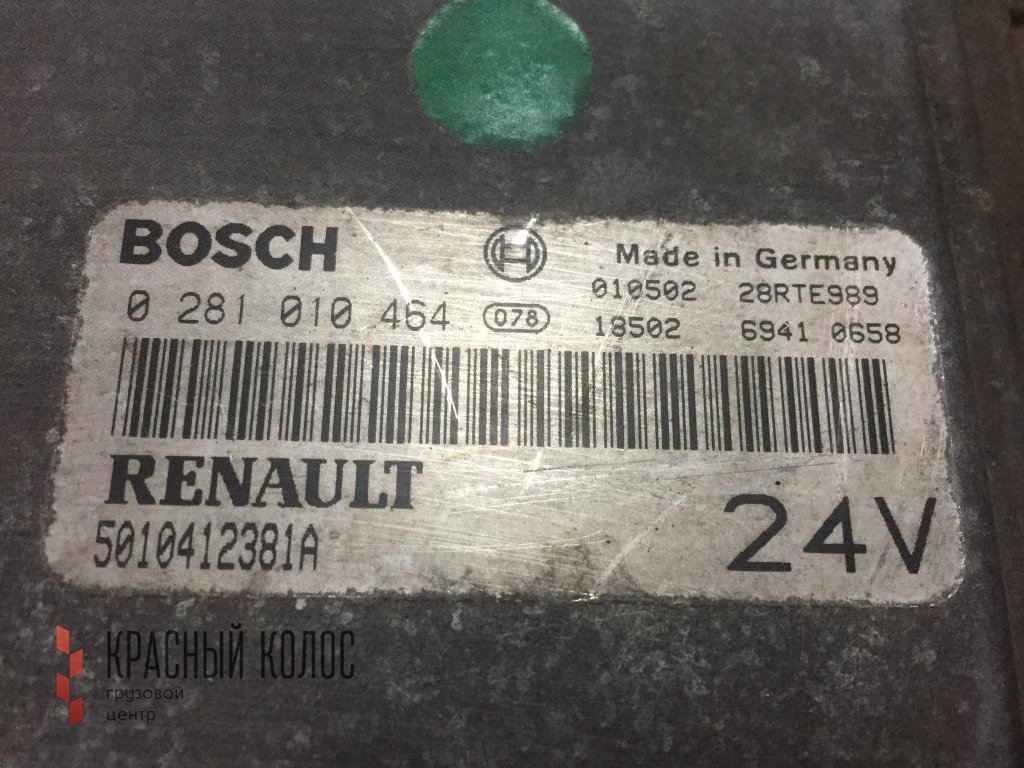 BOSCH
Made in Germany
0 281 010 464 078
010502 28RTE989
18502 6941 0658
RENAULT
5010412381A
24V
КРАСНЫЙ КОЛОС
грузовой
центр